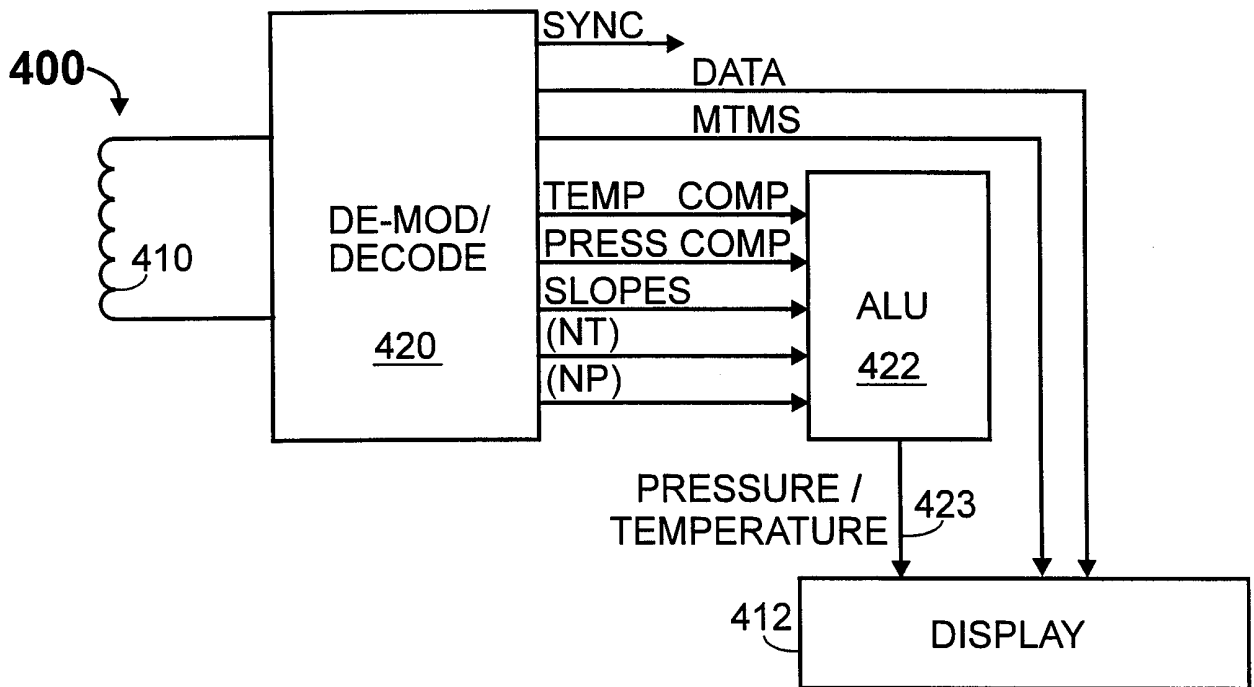 400
SYNC
DATA
MTMS
410
DE-MOD/
DECODE
420
TEMP COMP
PRESS COMP
SLOPES
(NT)
(NP)
ALU
422
PRESSURE /
TEMPERATURE
423
412
DISPLAY